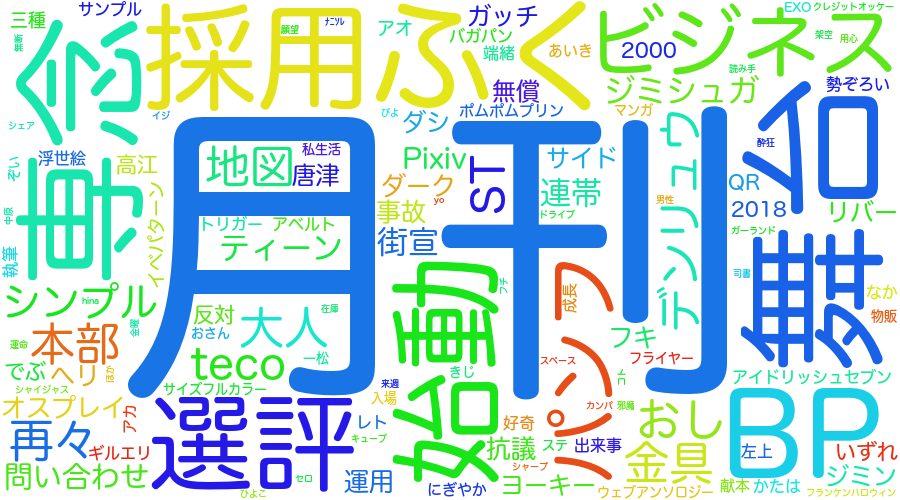 三種
サンプル
ガッチ
EXO
クレジットオッケー
念
採用
ふく
ビジネス
無断
願望
ﾅﾆｿﾙ
アオ
バガパン
端緒
あいき
2000
架空
用心
読み手
勢ぞろい
シェア
イジ
ぴよ
無償
ポムポムプリン
ジミシュガ
マンガ
ダシ
月刊
舞台
酔狂
浮世絵
高江
地図
私生活
唐津
Pixiv
ST
サイド
デンリュウ
ぞい
専
ダーク
yo
連帯
男性
QR
2018
リバー
中原
イベパターン
トリガー
アベルト
事故
ドライブ
ガーランド
執筆
ティーン
街宣
司書
シンプル
hina
始動
プチ
成長
パンフ
なか
金曜
反対
おさん
大人
在庫
フキ
物販
運命
本部
ほか
teco
一松
きじ
スペース
フライヤー
でぶ
ヘリ
シャイジャス
サイズフルカラー
来週
入場
アイドリッシュセブン
オスプレイ
アカ
選評
レト
キューブ
好奇
カンパ
邪魔
おし
BP
再々
ギルエリ
抗議
ステ
出来事
左上
いずれ
問い合わせ
セロ
運用
シャープ
金具
ジミン
ひよこ
にぎやか
ヨーキー
ウェブアンソロジー
献本
かたは
フランケンハロウィン